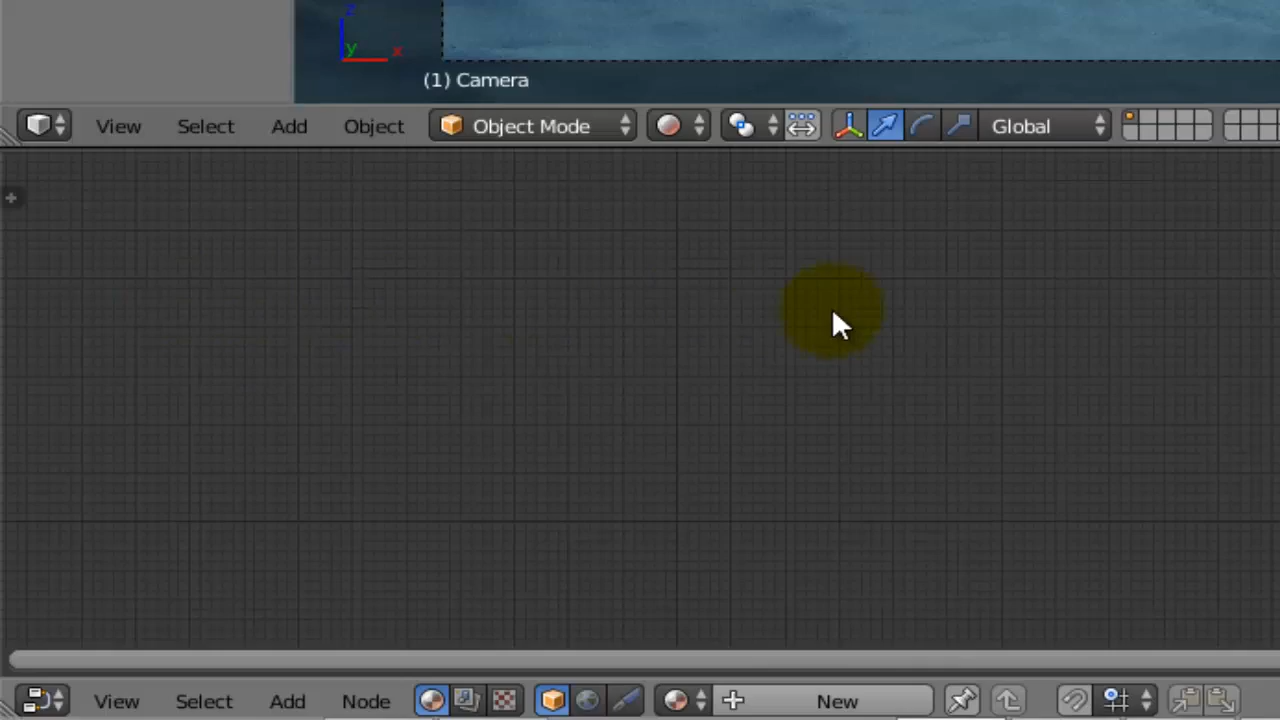 z
y x
(1) Camera
View Select Add Object Object Mode Global
View Select Add Node New